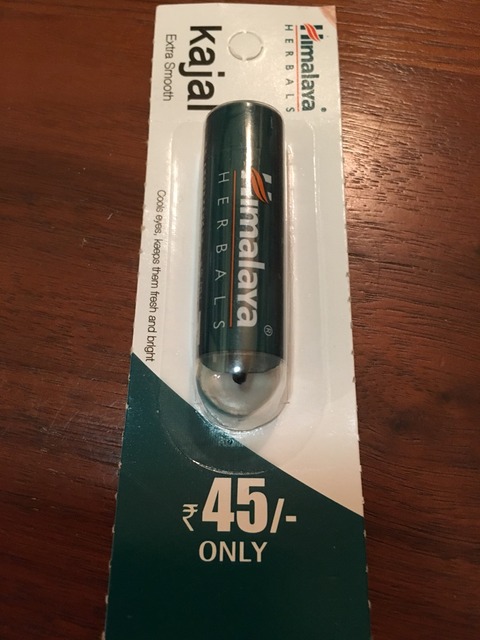 Himalaya
HERBALS
kajal
Extra Smooth
Himalaya®
HERBALS
Cools eyes, keeps them fresh and bright
₹45/-
ONLY